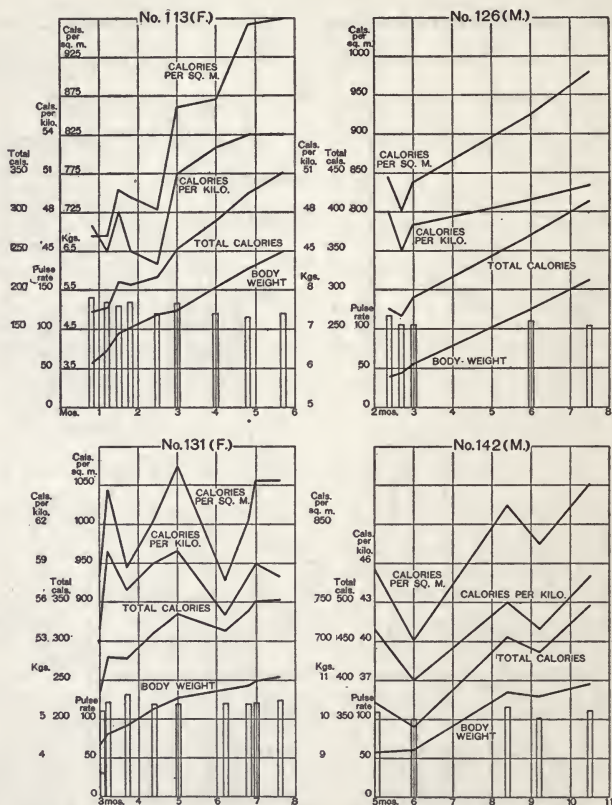 No. 113 (F.)
Cals. per sq. m.
925
875
825
775
725
Cals. per kilo.
54
51
48
45
Total cals.
350
300
250
200
150
Kgs.
6.5
5.5
4.5
3.5
Pulse rate
150
100
50
0
CALORIES PER SQ. M.
CALORIES PER KILO.
TOTAL CALORIES
BODY WEIGHT
Mos. 1 2 3 4 5 6
No. 126 (M.)
Cals. per sq. m.
1000
950
900
850
800
Cals. per kilo.
51
48
45
Total cals.
450
400
350
300
250
Kgs.
8
7
6
5
Pulse rate
100
50
0
CALORIES PER SQ. M.
CALORIES PER KILO.
TOTAL CALORIES
BODY-WEIGHT
2 mos. 3 4 5 6 7 8
No. 131 (F.)
Cals. per sq. m.
1050
1000
950
900
Cals. per kilo.
62
59
56
53
Total cals.
350
300
250
200
Kgs.
5
4
Pulse rate
100
50
0
CALORIES PER SQ. M.
CALORIES PER KILO.
TOTAL CALORIES
BODY WEIGHT
3 mos. 4 5 6 7 8
No. 142 (M.)
Cals. per sq. m.
850
750
700
Cals. per kilo.
46
43
40
37
Total cals.
500
450
400
350
Kgs.
11
10
9
Pulse rate
100
50
0
CALORIES PER SQ. M.
CALORIES PER KILO.
TOTAL CALORIES
BODY WEIGHT
5 mos. 6 7 8 9 10 11